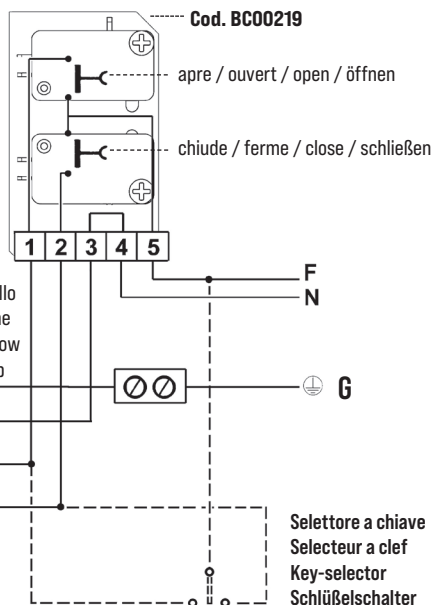 Cod. BC00219
apre / ouvert / open / öffnen
chiude / ferme / close / schließen
1 2 3 4 5
F
N
G
Selettore a chiave
Selecteur a clef
Key-selector
Schlüßelschalter